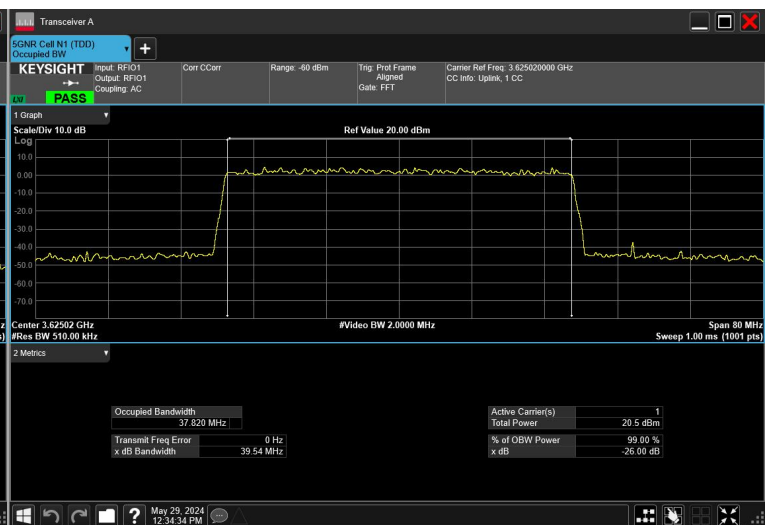 Transceiver A
5GNR Cell N1 (TDD)
Occupied BW
+
KEYSIGHT
PASS
Input: RFIO1
Output: RFIO1
Coupling: AC
Corr CCorr
Range: -60 dBm
Trig: Prot Frame
Aligned
Gate: FFT
Carrier Ref Freq: 3.625020000 GHz
CC Info: Uplink, 1 CC
1 Graph
Scale/Div 10.0 dB
Ref Value 20.00 dBm
Log
10.0
0.00
-10.0
-20.0
-30.0
-40.0
-50.0
-60.0
-70.0
Center 3.62502 GHz
#Video BW 2.0000 MHz
Span 80 MHz
#Res BW 510.00 kHz
Sweep 1.00 ms (1001 pts)
2 Metrics
Occupied Bandwidth
37.820 MHz
Transmit Freq Error 0 Hz
x dB Bandwidth 39.54 MHz
Active Carrier(s) 1
Total Power 20.5 dBm
% of OBW Power 99.00 %
x dB -26.00 dB
?
May 29, 2024
12:34:34 PM